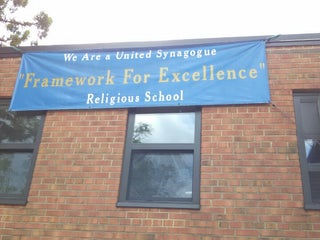 We Are a United Synagogue
"Framework For Excellence"
Religious School